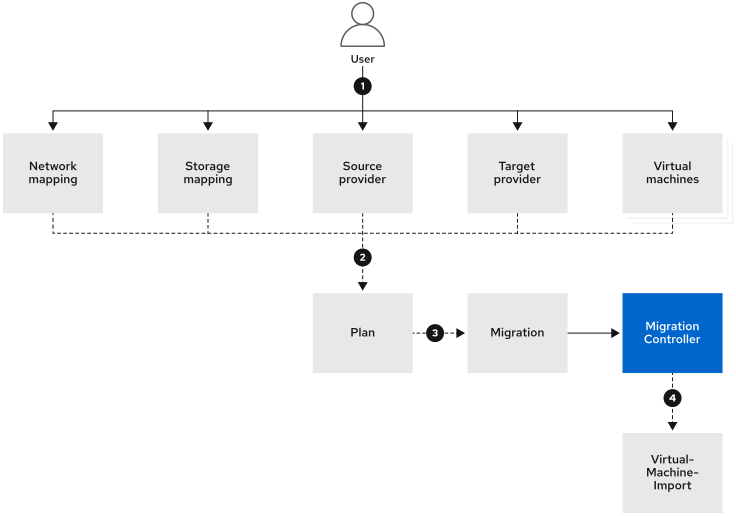 User
1
Network
mapping
Storage
mapping
Source
provider
Target
provider
Virtual
machines
2
Plan
3
Migration
Migration
Controller
4
Virtual-
Machine-
Import